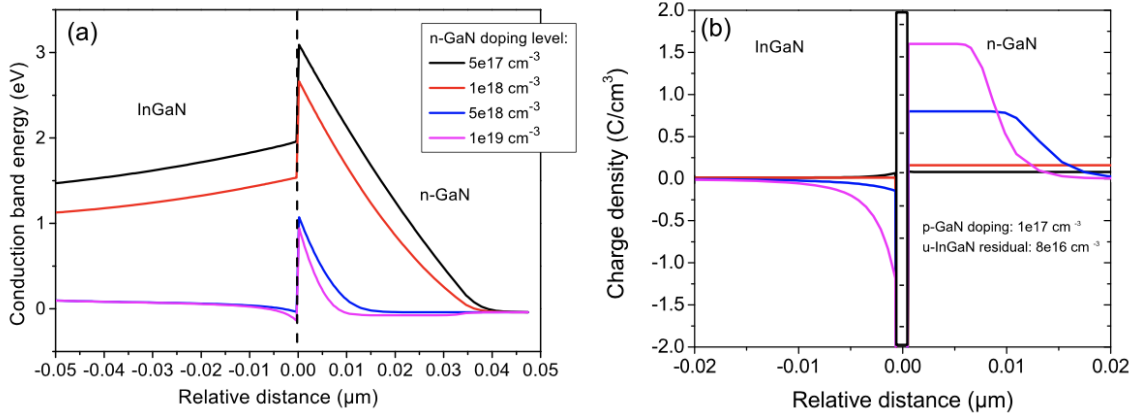 (a)
n-GaN doping level:
5e17 cm⁻³
1e18 cm⁻³
5e18 cm⁻³
1e19 cm⁻³
InGaN
n-GaN
Conduction band energy (eV)
3
2
1
0
-0.05 -0.04 -0.03 -0.02 -0.01 0.00 0.01 0.02 0.03 0.04 0.05
Relative distance (µm)
(b)
InGaN
n-GaN
Charge density (C/cm³)
2.0
1.5
1.0
0.5
0.0
-0.5
-1.0
-1.5
-2.0
p-GaN doping: 1e17 cm⁻³
u-InGaN residual: 8e16 cm⁻³
-0.02 -0.01 0.00 0.01 0.02
Relative distance (µm)